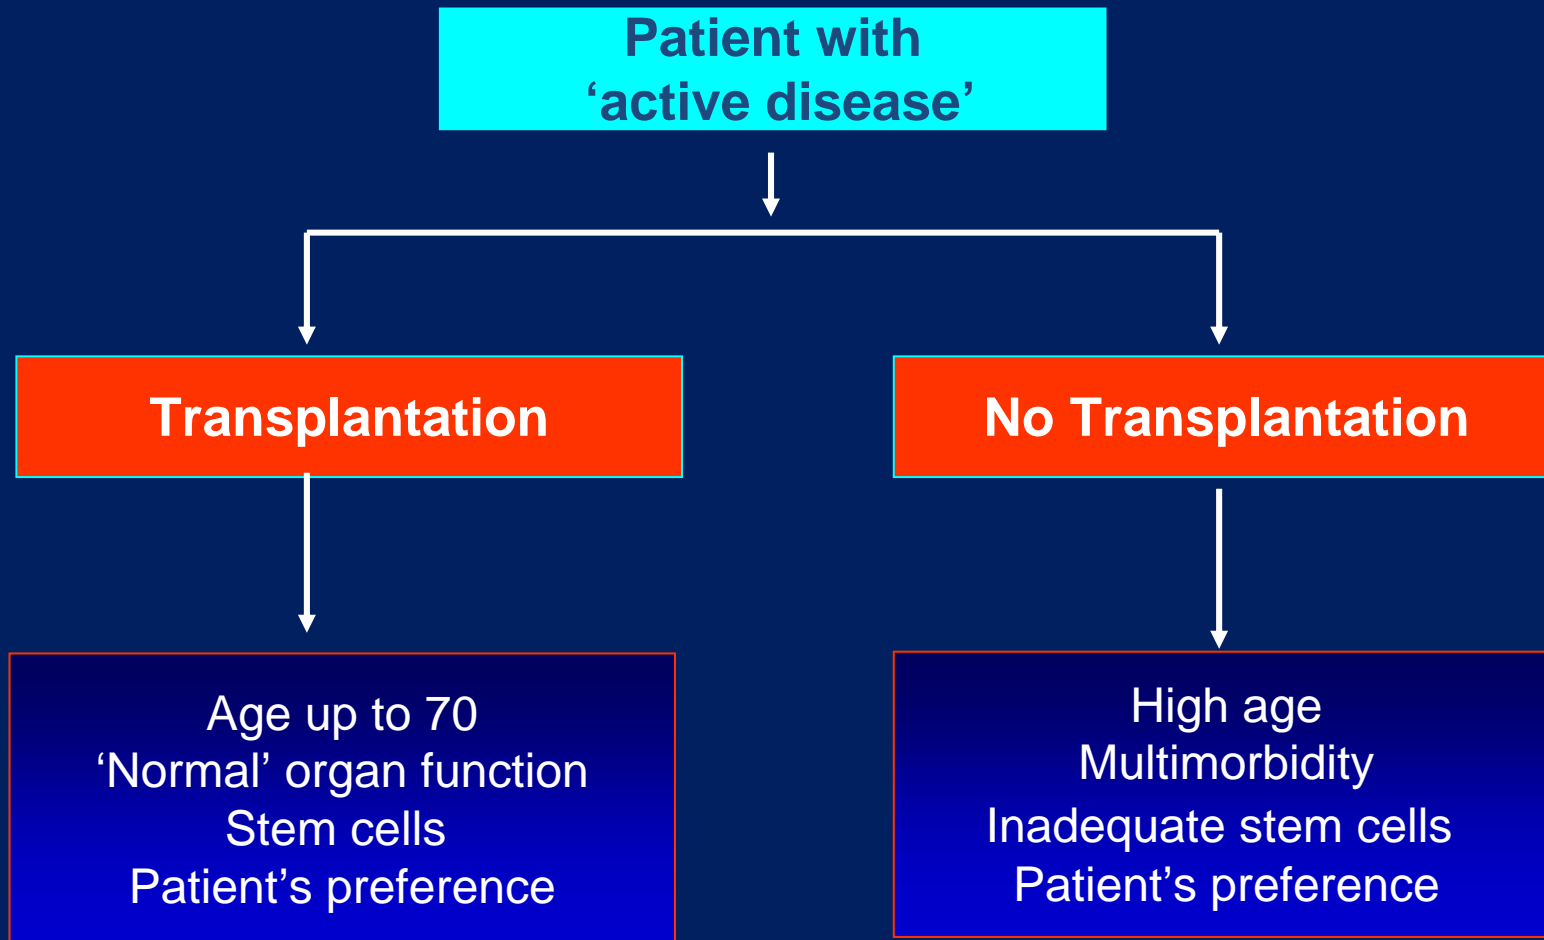 Patient with
‘active disease’
Transplantation
No Transplantation
Age up to 70
‘Normal’ organ function
Stem cells
Patient’s preference
High age
Multimorbidity
Inadequate stem cells
Patient’s preference